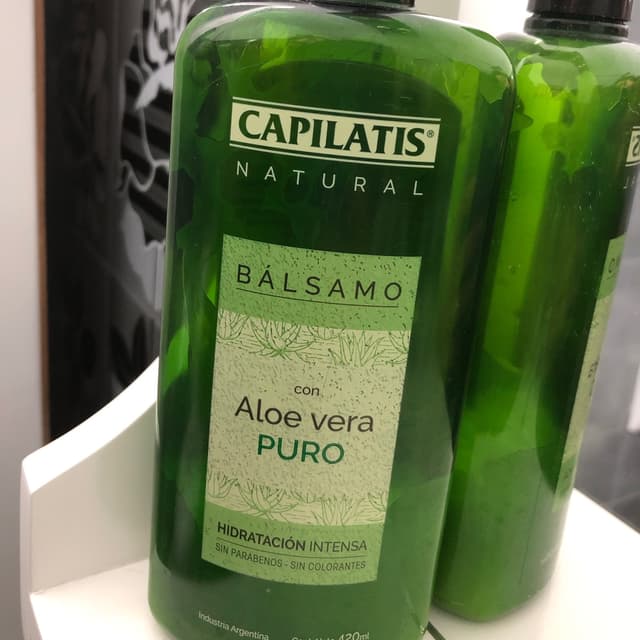 CAPILATIS®
NATURAL
BÁLSAMO
con
Aloe vera
PURO
HIDRATACIÓN INTENSA
SIN PARABENOS - SIN COLORANTES
Industria Argentina
420ml